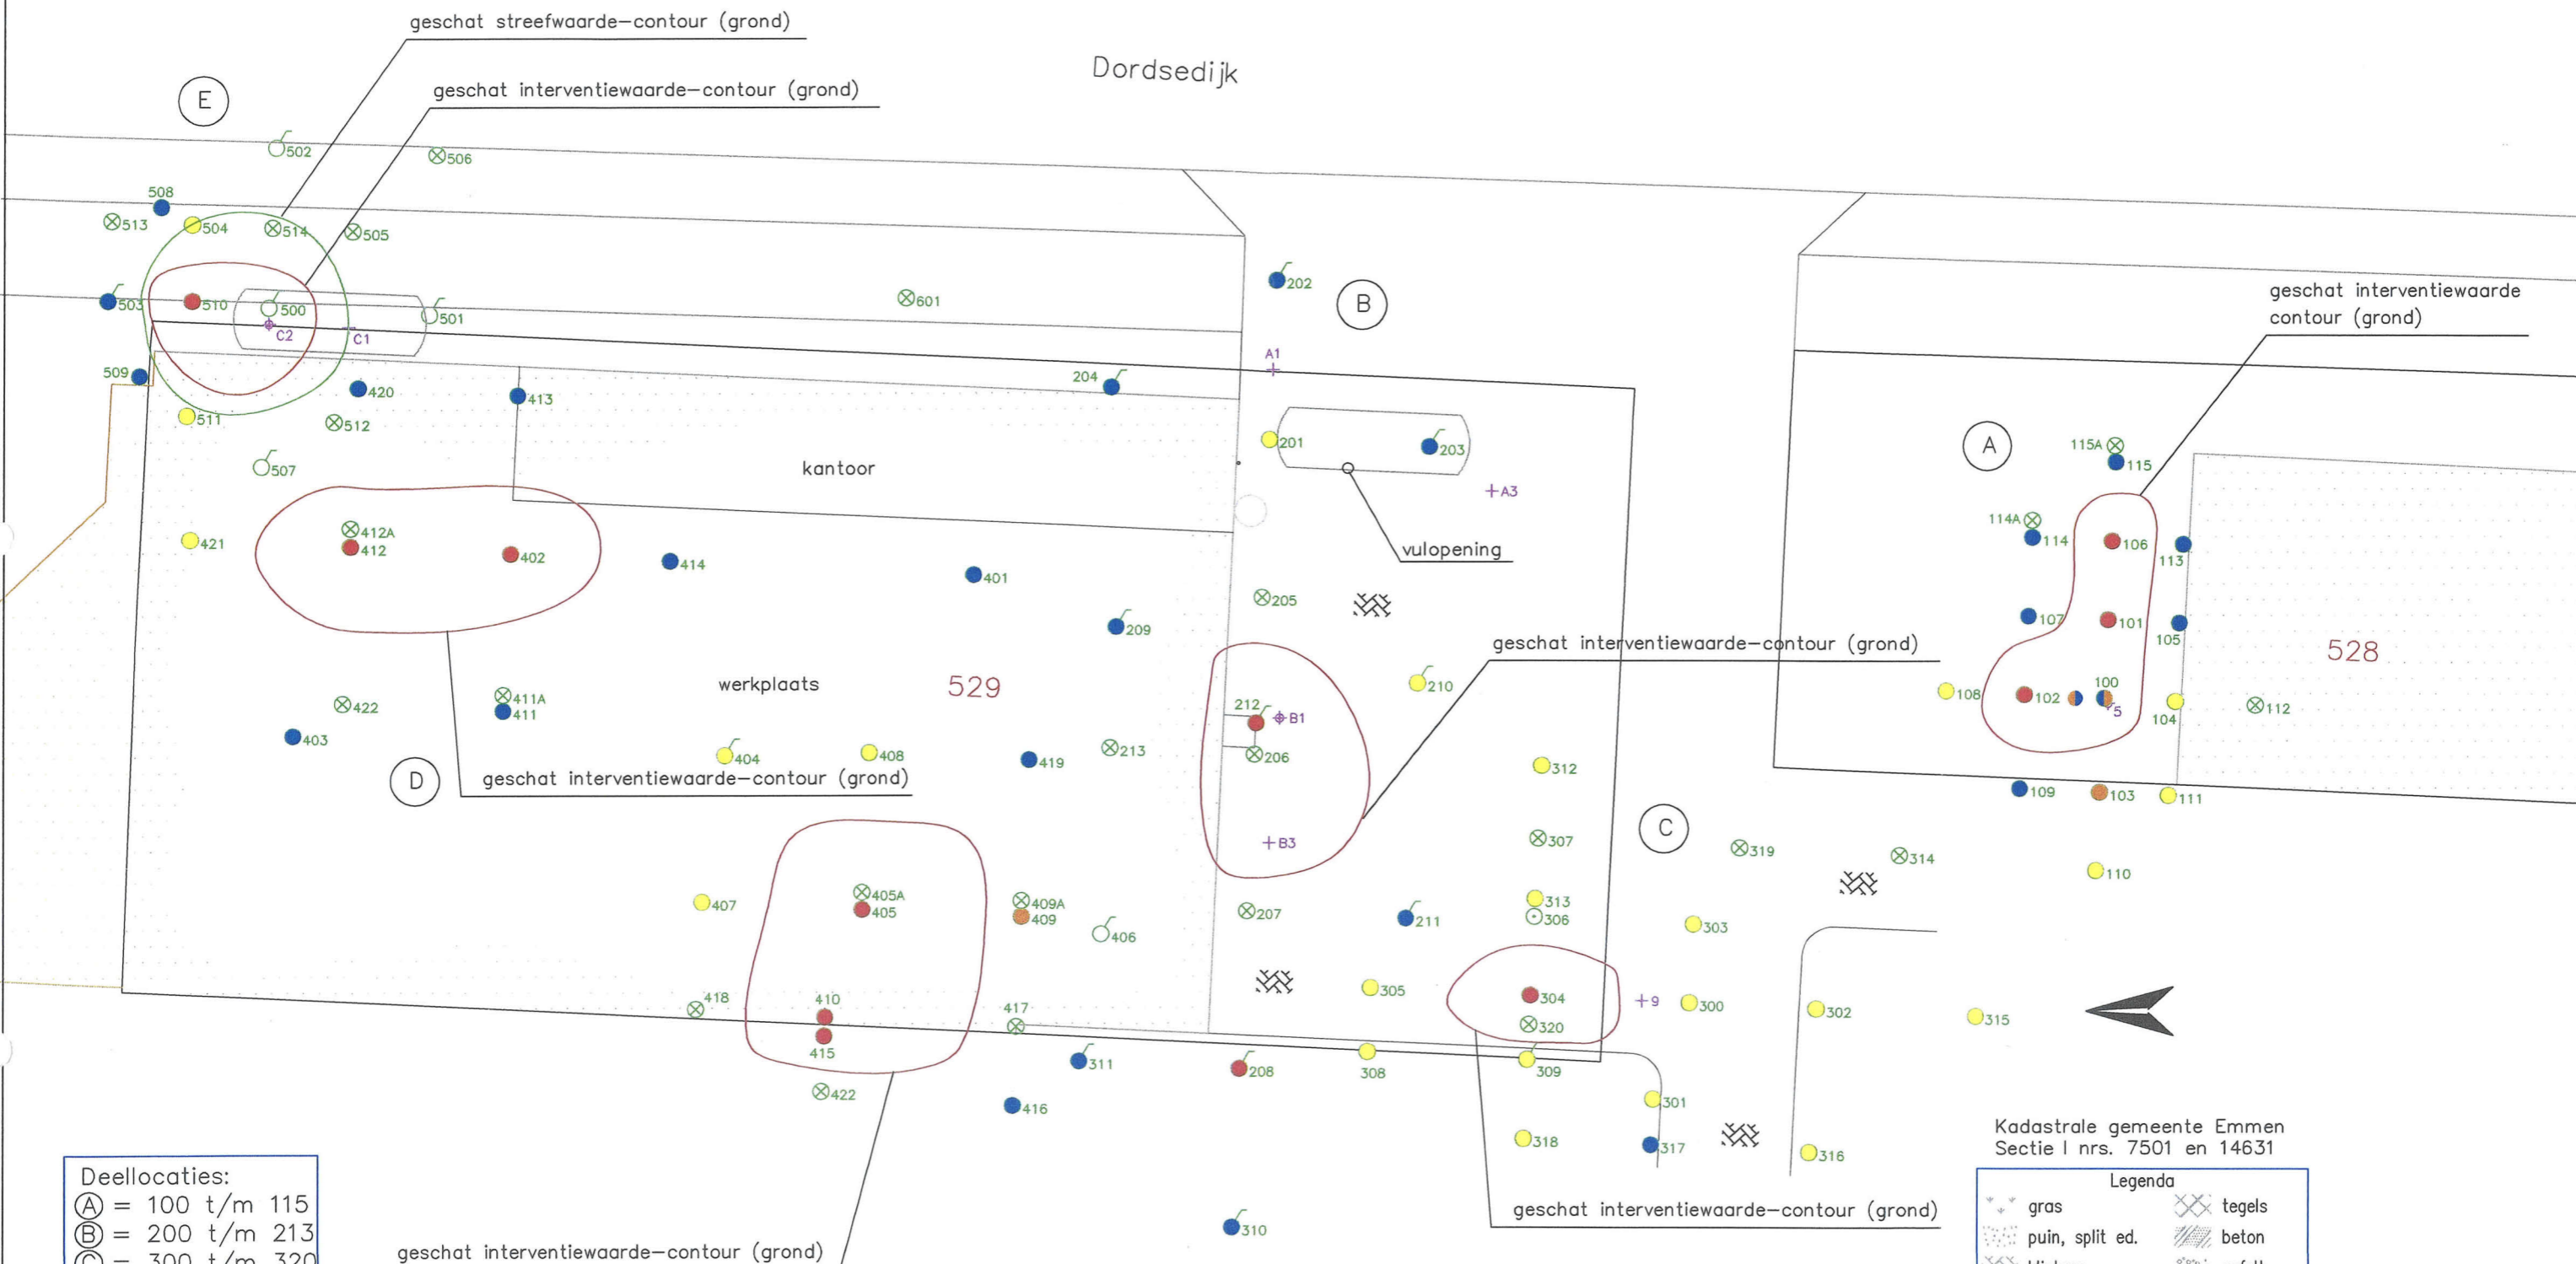 geschat streefwaarde-contour (grond)
Dordsedijk
geschat interventiewaarde-contour (grond)
E
502
506
508
513
504
514
505
503
510
500
501
C2
C1
601
202
B
geschat interventiewaarde
contour (grond)
A1
509
420
413
204
511
512
507
kantoor
201
203
A3
vulopening
A
115A
115
114A
114
106
113
421
412A
412
402
414
401
209
205
107
101
105
528
geschat interventiewaarde-contour (grond)
werkplaats
529
210
108
102
100
5
104
112
422
411A
411
403
404
408
419
213
212
B1
206
312
D
geschat interventiewaarde-contour (grond)
109
103
111
B3
307
C
319
314
110
407
405A
405
409A
409
406
207
211
313
306
303
418
410
415
417
305
304
320
9
300
302
315
311
208
308
309
422
416
301
318
317
316
310
Kadastrale gemeente Emmen
Sectie I nrs. 7501 en 14631
geschat interventiewaarde-contour (grond)
geschat interventiewaarde-contour (grond)
Deellocaties:
A = 100 t/m 115
B = 200 t/m 213
C = 300 t/m 320
Legenda
gras
tegels
puin, split ed.
beton